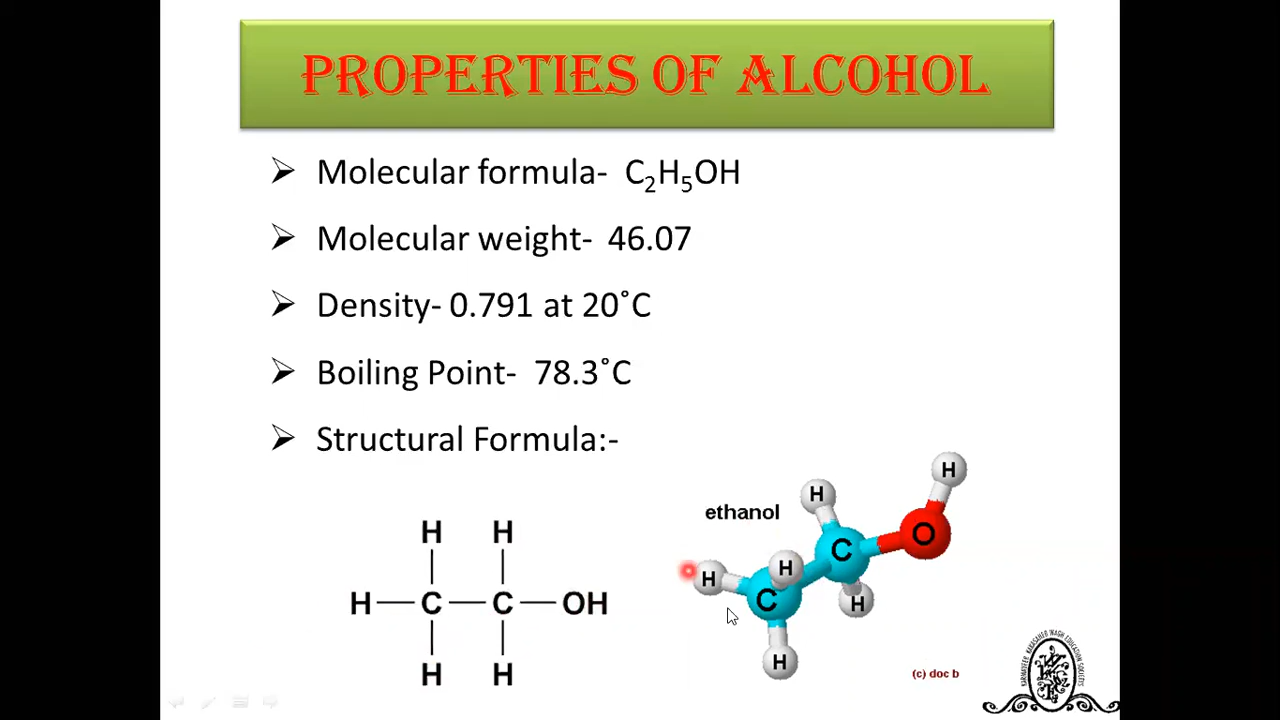 PROPERTIES OF ALCOHOL
➢ Molecular formula- C₂H₅OH
➢ Molecular weight- 46.07
➢ Density- 0.791 at 20˚C
➢ Boiling Point- 78.3˚C
➢ Structural Formula:-
H H
H — C — C — OH
H H
ethanol
H
H
O
C
H
H
C
H
H
(c) doc b